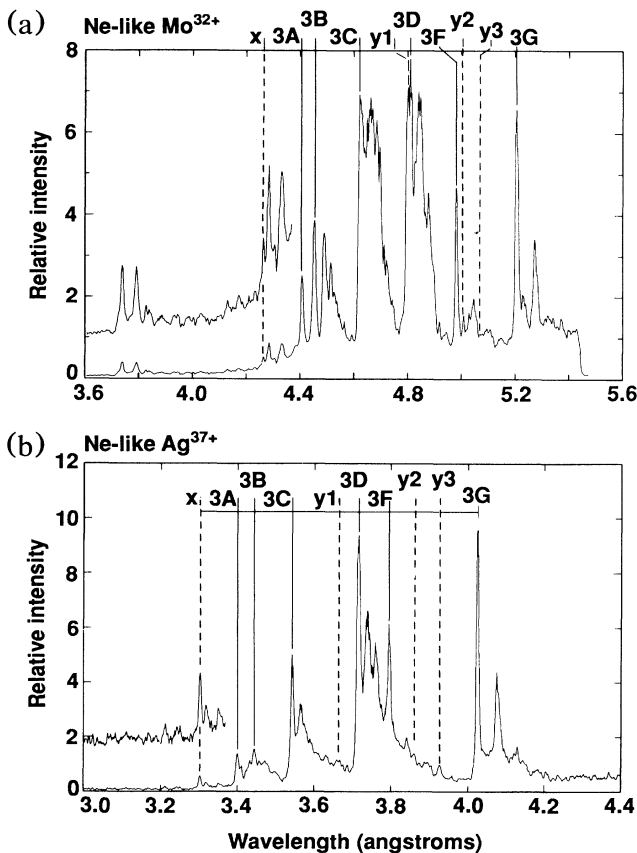 (a)
Ne-like Mo32+
3B 3D y2
x 3A 3C y1 3F y3 3G
8
6
4
2
0
Relative intensity
3.6 4.0 4.4 4.8 5.2 5.6
(b)
Ne-like Ag37+
3B 3D y2 y3
x 3A 3C y1 3F 3G
12
10
8
6
4
2
0
Relative intensity
3.0 3.2 3.4 3.6 3.8 4.0 4.2 4.4
Wavelength (angstroms)